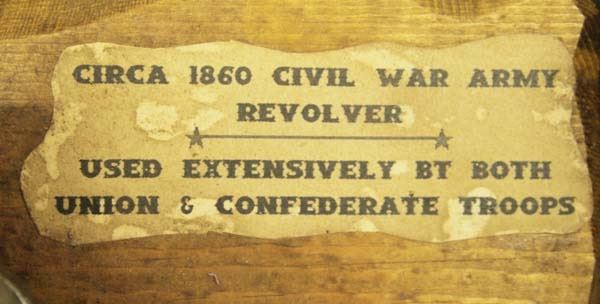 CIRCA 1860 CIVIL WAR ARMY
REVOLVER
USED EXTENSIVELY BT BOTH
UNION & CONFEDERATE TROOPS